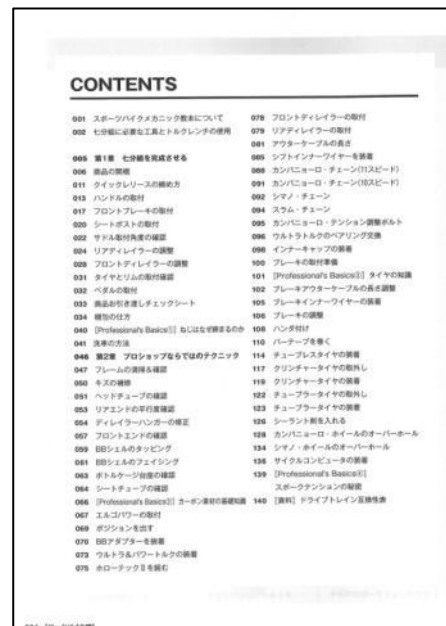 CONTENTS
001 スポーツバイクメカニック教本について
002 七分組に必要な工具とトルクレンチの使用
005 第1章 七分組を完成させる
006 商品の開梱
011 クイックレリースの締め方
013 ハンドルの取付
017 フロントブレーキの取付
020 シートポストの取付
022 サドル取付角度の確認
024 リアディレイラーの調整
028 フロントディレイラーの調整
031 タイヤとリムの取付確認
032 ペダルの取付
033 商品お引き渡しチェックシート
034 梱包の仕方
040 [Professional's Basics①] ねじはなぜ締まるのか
041 洗車の方法
046 第2章 プロショップならではのテクニック
047 フレームの清掃&確認
050 キズの補修
051 ヘッドチューブの確認
053 リアエンドの平行度確認
054 ディレイラーハンガーの修正
057 フロントエンドの確認
059 BBシェルのタッピング
061 BBシェルのフェイシング
063 ボトルケージ台座の確認
064 シートチューブの確認
066 [Professional's Basics②] カーボン素材の基礎知識
067 エルゴパワーの取付
069 ポジションを出す
070 BBアダプターを装着
073 ウルトラ&パワートルクの装着
075 ホローテックⅡを組む
078 フロントディレイラーの取付
079 リアディレイラーの取付
081 アウターケーブルの長さ
085 シフトインナーワイヤーを装着
088 カンパニョーロ・チェーン(11スピード)
091 カンパニョーロ・チェーン(10スピード)
092 シマノ・チェーン
094 スラム・チェーン
095 カンパニョーロ・テンション調整ボルト
096 ウルトラトルクのベアリング交換
098 インナーキャップの装着
100 ブレーキの取付準備
101 [Professional's Basics③] タイヤの知識
102 ブレーキアウターケーブルの長さ調整
105 ブレーキインナーワイヤーの装着
106 ブレーキの調整
108 ハンダ付け
110 バーテープを巻く
114 チューブレスタイヤの装着
117 クリンチャータイヤの取外し
119 クリンチャータイヤの装着
122 チューブラータイヤの取外し
123 チューブラータイヤの装着
126 シーラント剤を入れる
128 カンパニョーロ・ホイールのオーバーホール
134 シマノ・ホイールのオーバーホール
136 サイクルコンピュータの装着
139 [Professional's Basics④]
スポークテンションの秘密
140 [資料] ドライブトレイン互換性表